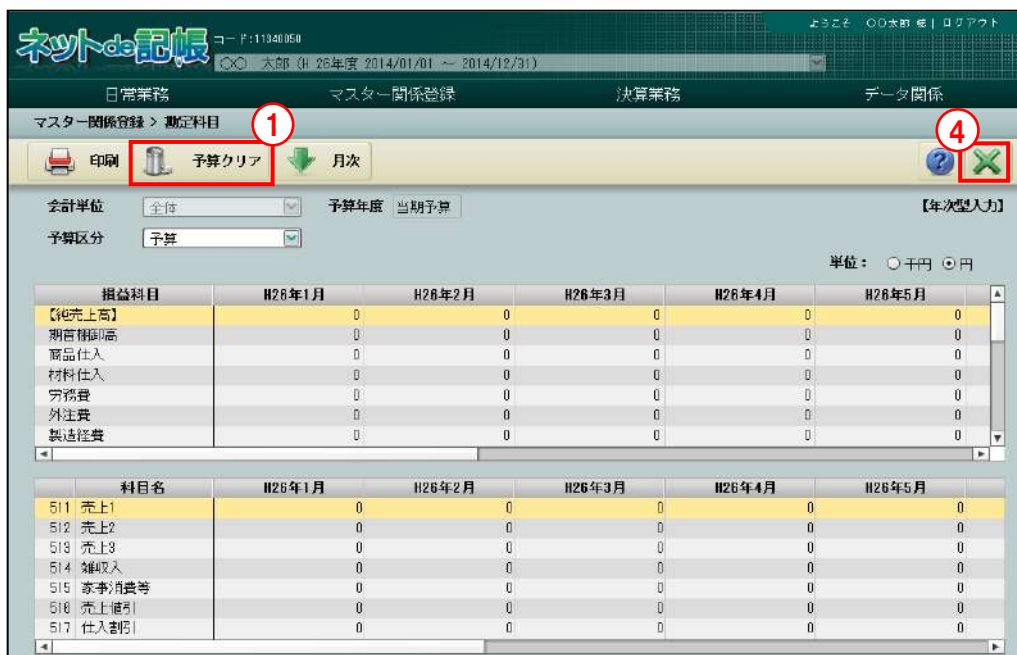 ようこそ 〇〇太郎 様 | ログアウト
ネットde記帳 コード:11340050
〇〇 太郎 (H 26年度 2014/01/01 ～ 2014/12/31)
日常業務 マスター関係登録 決算業務 データ関係
マスター関係登録 > 勘定科目
① ④
印刷 予算クリア 月次 ?
会計単位 全体 予算年度 当期予算 【年次型入力】
予算区分 予算
単位： 千円 円
損益科目 H26年1月 H26年2月 H26年3月 H26年4月 H26年5月
【純売上高】 0 0 0 0 0
期首棚卸高 0 0 0 0 0
商品仕入 0 0 0 0 0
材料仕入 0 0 0 0 0
労務費 0 0 0 0 0
外注費 0 0 0 0 0
製造経費 0 0 0 0 0
科目名 H26年1月 H26年2月 H26年3月 H26年4月 H26年5月
511 売上1 0 0 0 0 0
512 売上2 0 0 0 0 0
513 売上3 0 0 0 0 0
514 雑収入 0 0 0 0 0
515 家事消費等 0 0 0 0 0
516 売上値引 0 0 0 0 0
517 仕入割引 0 0 0 0 0